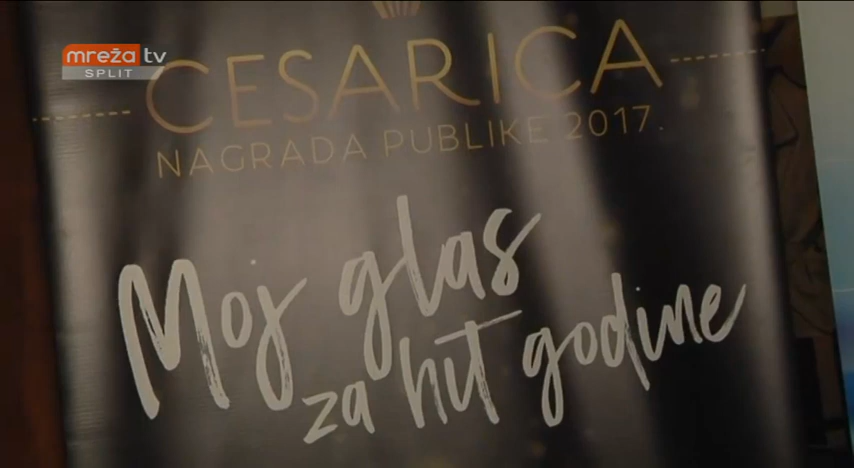 mreža tv
SPLIT
CESARICA
NAGRADA PUBLIKE 2017.
Moj glas
za hit godine